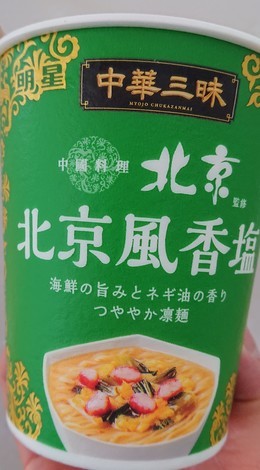 明星
中華三昧
MYOJO CHUKAZANMAI
中國料理
北京
監修
北京風香塩
海鮮の旨みとネギ油の香り
つややか凛麺